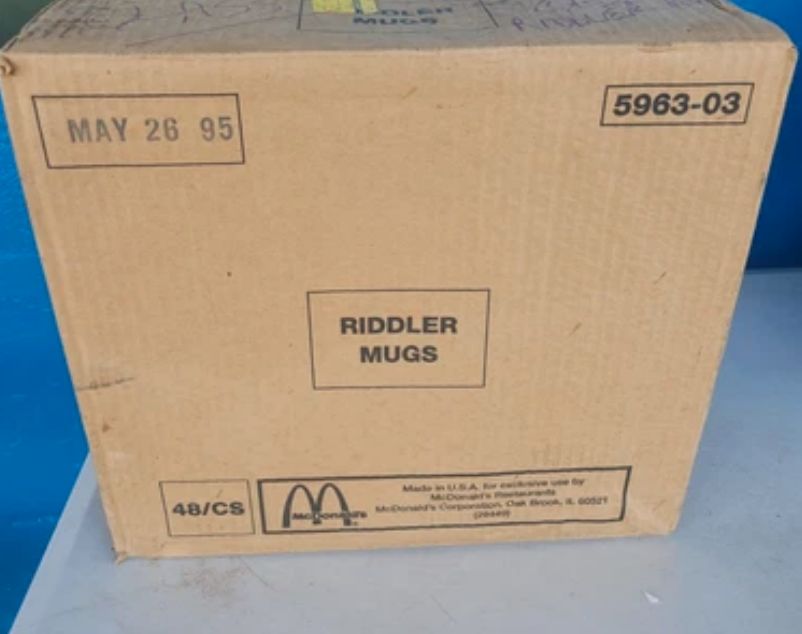 MUGS
MAY 26 95
5963-03
RIDDLER
MUGS
48/CS
McDonald's
Made in U.S.A. for exclusive use by
McDonald's Restaurants
McDonald's Corporation, Oak Brook, IL 60521